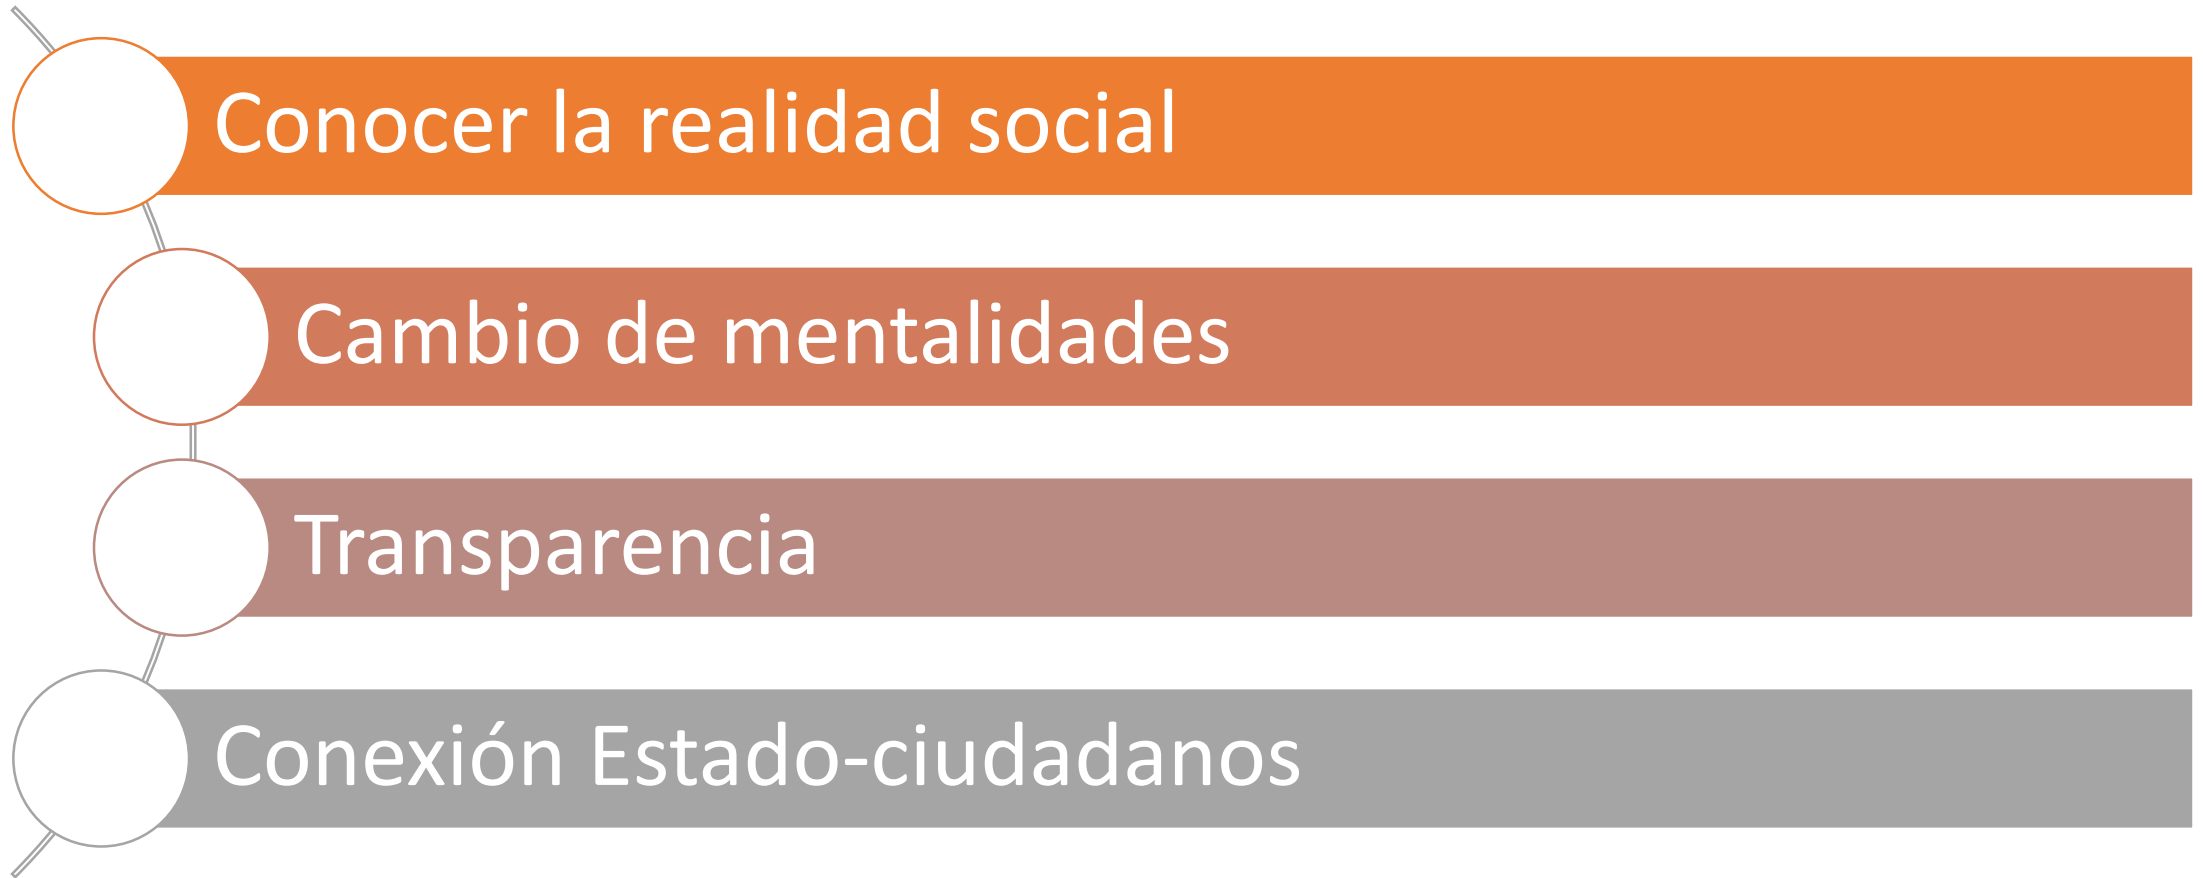 Conocer la realidad social
Cambio de mentalidades
Transparencia
Conexión Estado-ciudadanos